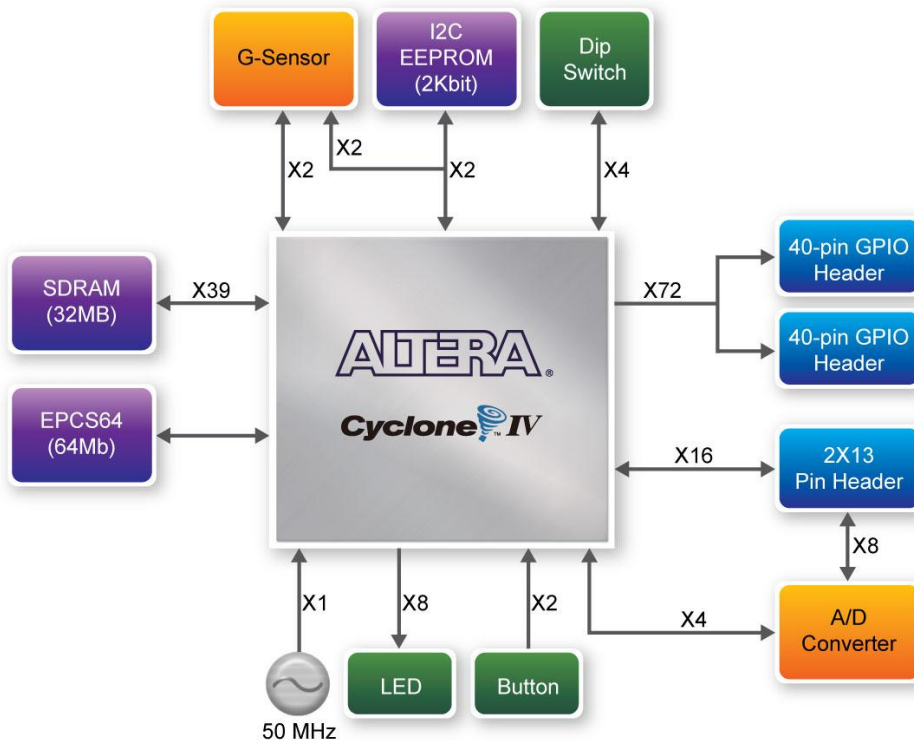 G-Sensor
I2C
EEPROM
(2Kbit)
Dip
Switch
X2
X2
X2
X4
SDRAM
(32MB)
X39
X72
40-pin GPIO
Header
40-pin GPIO
Header
ALTERA®
Cyclone™ IV
EPCS64
(64Mb)
X16
2X13
Pin Header
X8
X1
X8
X2
X4
A/D
Converter
50 MHz
LED
Button